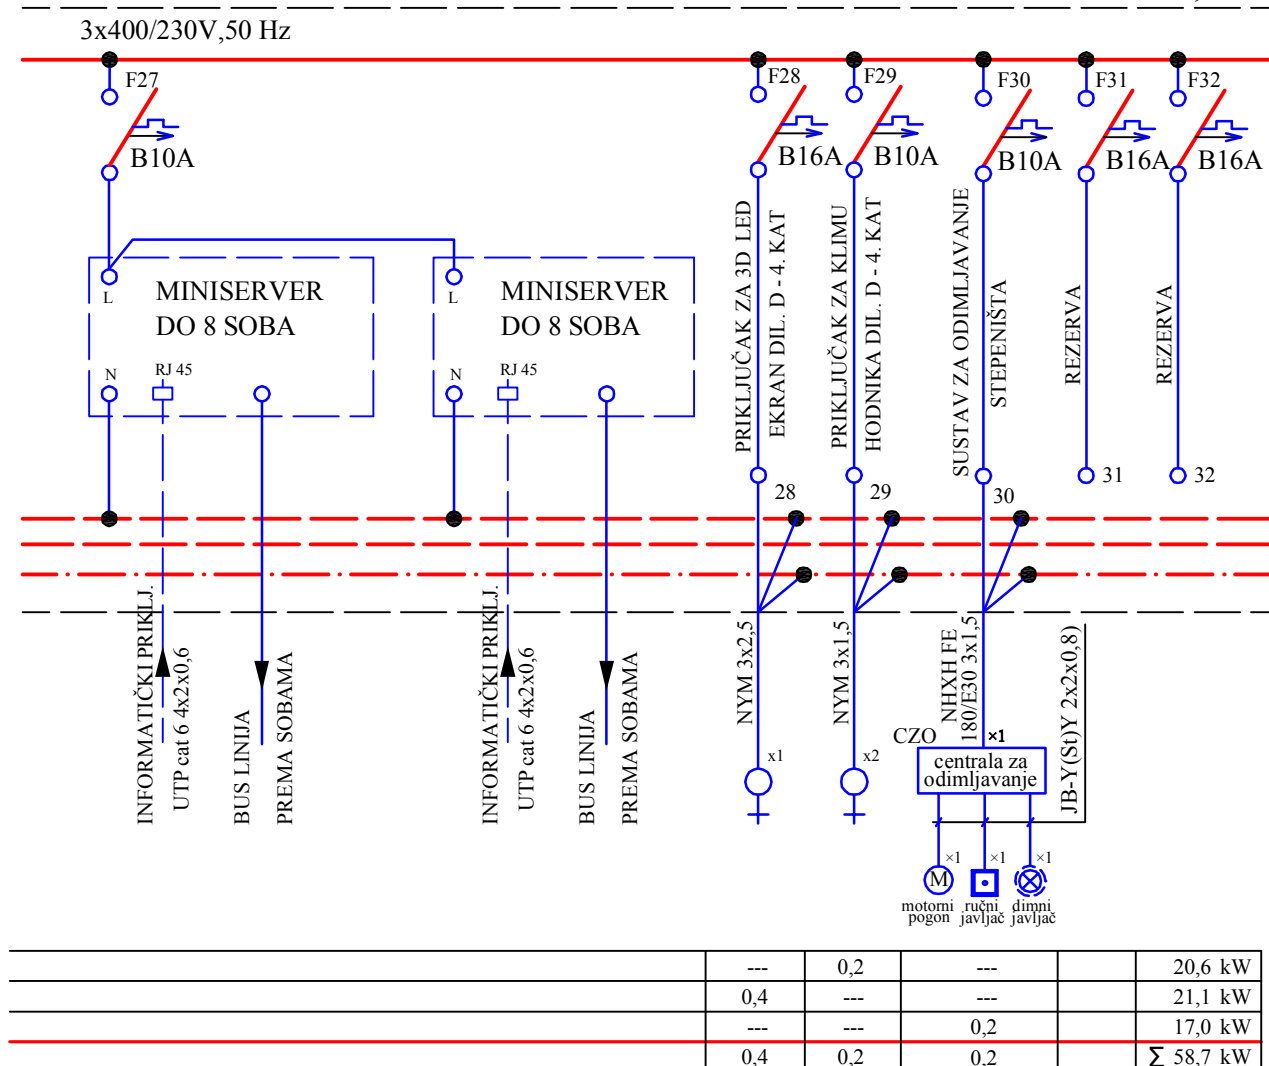 3x400/230V,50 Hz
F27
B10A
F28
B16A
F29
B10A
F30
B10A
F31
B16A
F32
B16A
L
MINISERVER
DO 8 SOBA
N
RJ 45
L
MINISERVER
DO 8 SOBA
N
RJ 45
PRIKLJUČAK ZA 3D LED
EKRAN DIL. D - 4. KAT
PRIKLJUČAK ZA KLIMU
HODNIKA DIL. D - 4. KAT
SUSTAV ZA ODIMLJAVANJE
STEPENIŠTA
REZERVA
REZERVA
28
29
30
31
32
INFORMATIČKI PRIKLJ.
UTP cat 6 4x2x0,6
BUS LINIJA
PREMA SOBAMA
INFORMATIČKI PRIKLJ.
UTP cat 6 4x2x0,6
BUS LINIJA
PREMA SOBAMA
NYM 3x2,5
NYM 3x1,5
NHXH FE
180/E30 3x1,5
JB-Y(St)Y 2x2x0,8)
x1
x2
CZO
×1
centrala za
odimljavanje
×1
×1
×1
M
motorni
pogon
ručni
javljač
dimni
javljač
--- 0,2 --- 20,6 kW
0,4 --- --- 21,1 kW
--- --- 0,2 17,0 kW
0,4 0,2 0,2 Σ 58,7 kW